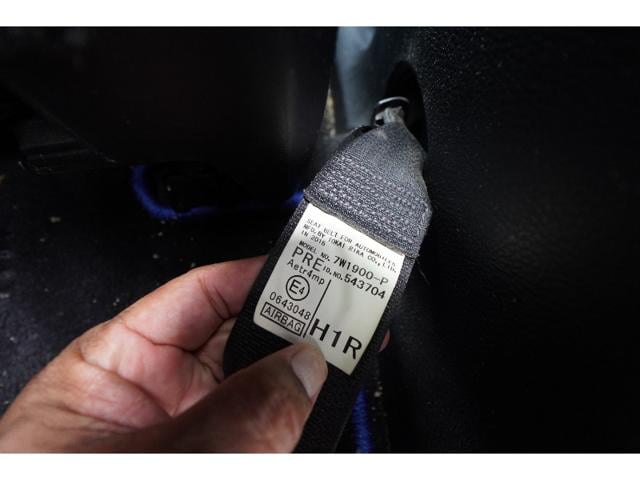 SEAT BELT FOR AUTOMOBILES
MFG. BY TOKAI RIKA CO., LTD.
IN 2016
MODEL NO. 7W1900-P
PRE ID. NO. 543704
Aetr4mp
E4
0643048
AIRBAG
H1R